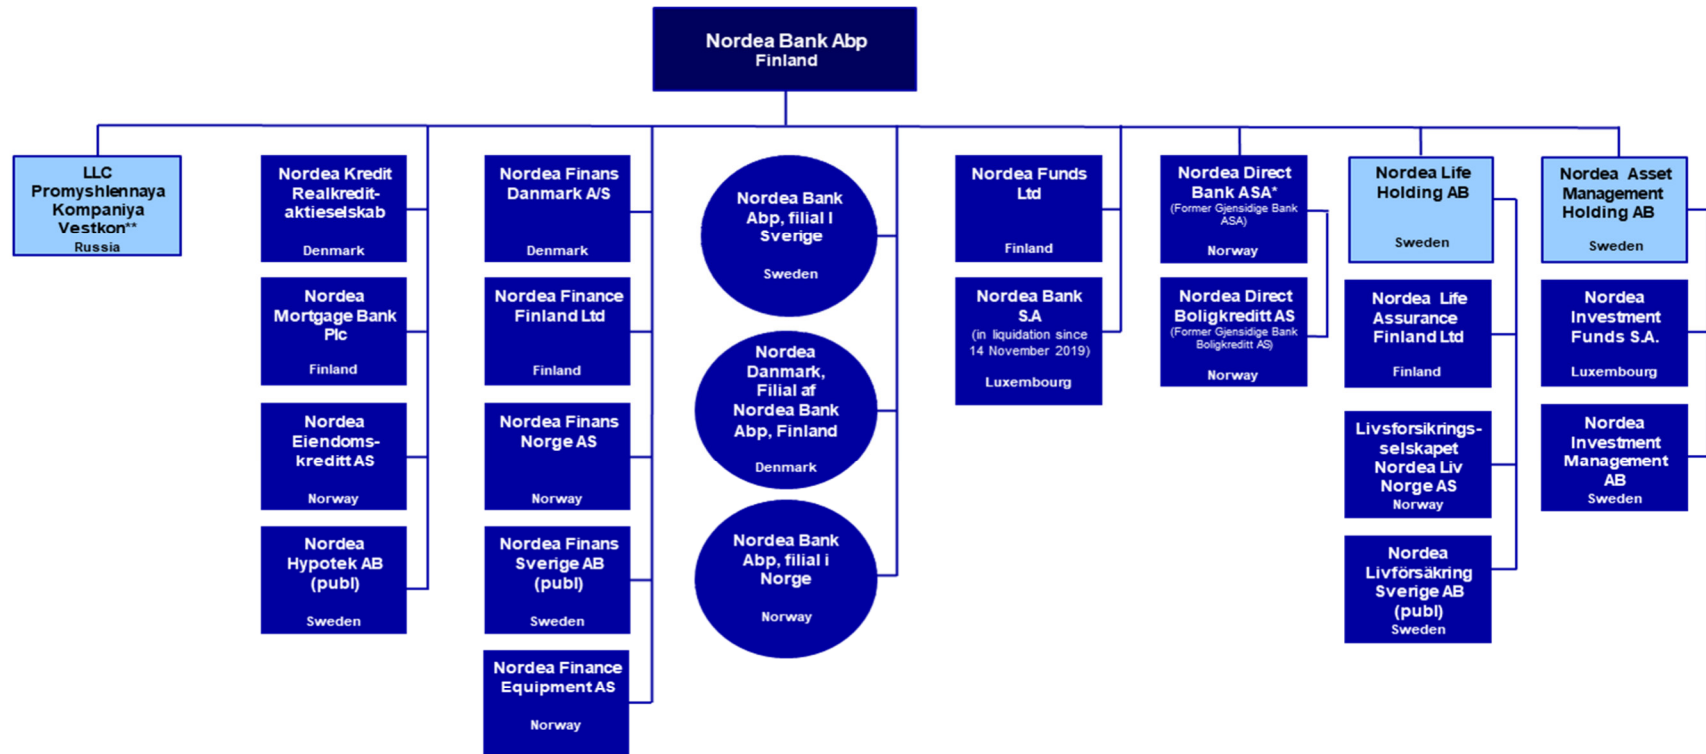 Nordea Bank Abp
Finland
LLC
Promyshlennaya
Kompaniya
Vestkon**
Russia
Nordea Kredit
Realkredit-
aktieselskab
Denmark
Nordea
Mortgage Bank
Plc
Finland
Nordea
Eiendoms-
kreditt AS
Norway
Nordea
Hypotek AB
(publ)
Sweden
Nordea Finans
Danmark A/S
Denmark
Nordea Finance
Finland Ltd
Finland
Nordea Finans
Norge AS
Norway
Nordea Finans
Sverige AB
(publ)
Sweden
Nordea Finance
Equipment AS
Norway
Nordea Bank
Abp, filial I
Sverige
Sweden
Nordea
Danmark,
Filial af
Nordea Bank
Abp, Finland
Denmark
Nordea Bank
Abp, filial i
Norge
Norway
Nordea Funds
Ltd
Finland
Nordea Bank
S.A
(in liquidation since
14 November 2019)
Luxembourg
Nordea Direct
Bank ASA*
(Former Gjensidige Bank
ASA)
Norway
Nordea Direct
Boligkreditt AS
(Former Gjensidige Bank
Boligkreditt AS)
Norway
Nordea Life
Holding AB
Sweden
Nordea Life
Assurance
Finland Ltd
Finland
Livsforsikrings-
selskapet
Nordea Liv
Norge AS
Norway
Nordea
Livförsäkring
Sverige AB
(publ)
Sweden
Nordea Asset
Management
Holding AB
Sweden
Nordea
Investment
Funds S.A.
Luxembourg
Nordea
Investment
Management
AB
Sweden